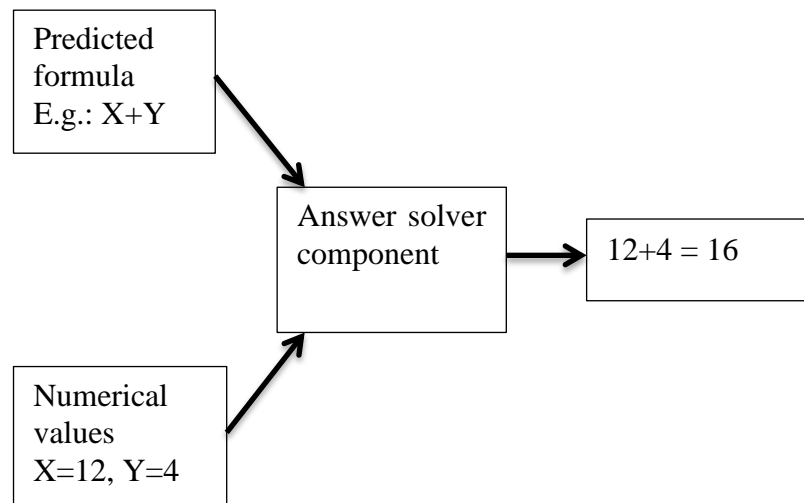 Predicted
formula
E.g.: X+Y
Answer solver
component
12+4 = 16
Numerical
values
X=12, Y=4